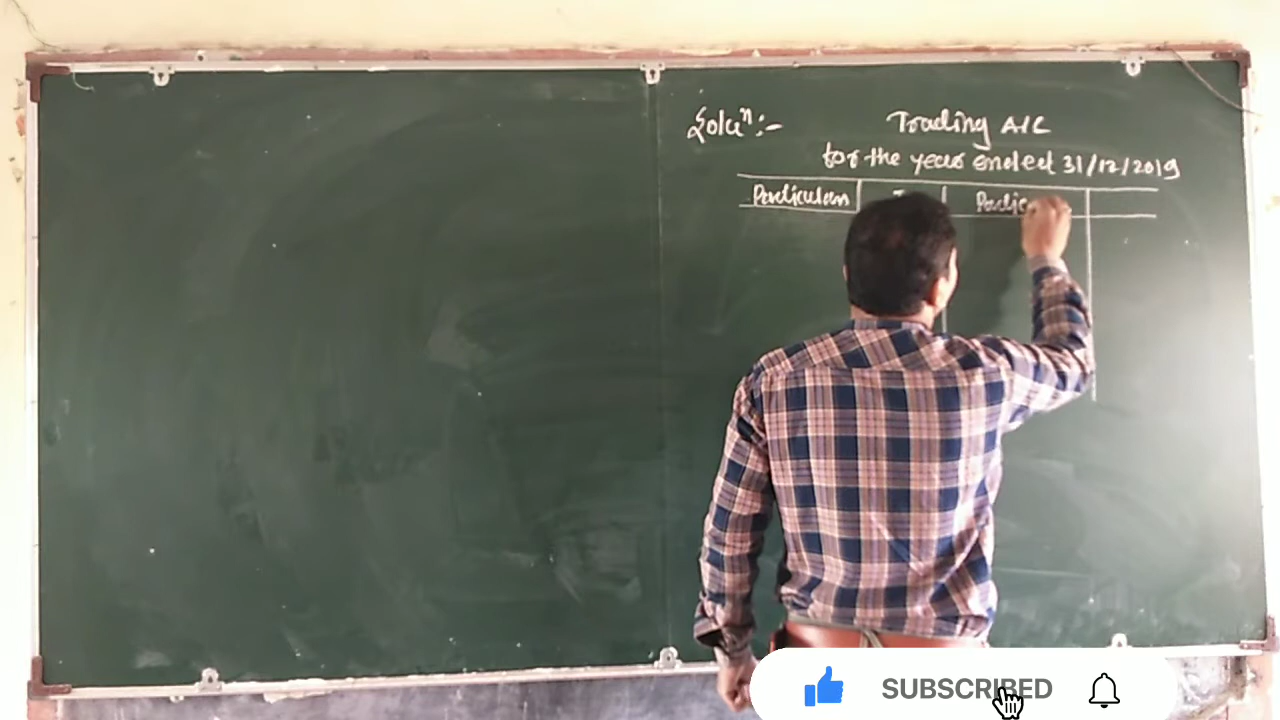 Soluⁿ:-
Trading A/C
for the year ended 31/12/2019
Particulars Partic
SUBSCRIBED